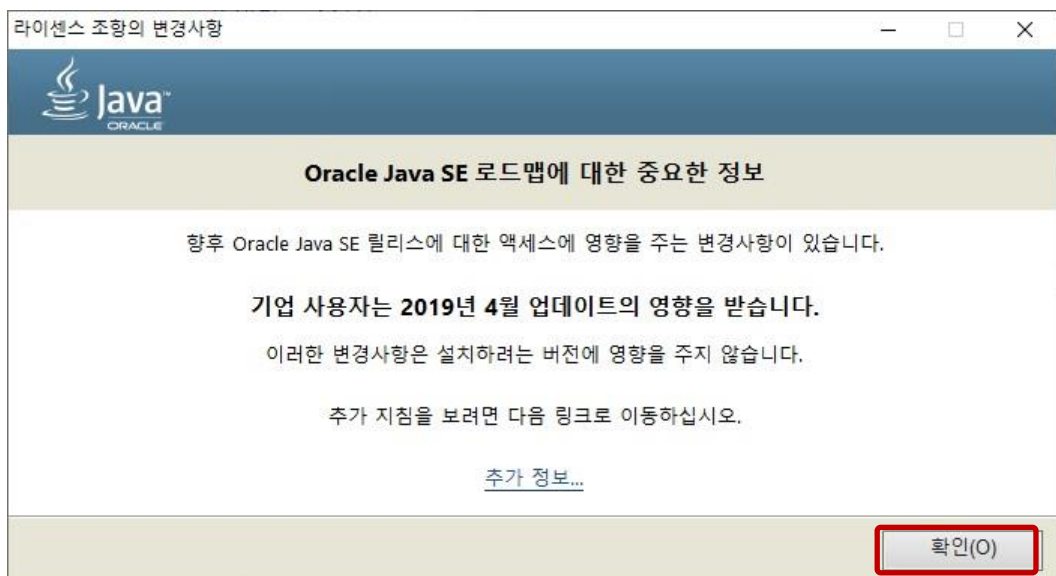 라이센스 조항의 변경사항
Java™
ORACLE
Oracle Java SE 로드맵에 대한 중요한 정보
향후 Oracle Java SE 릴리스에 대한 액세스에 영향을 주는 변경사항이 있습니다.
기업 사용자는 2019년 4월 업데이트의 영향을 받습니다.
이러한 변경사항은 설치하려는 버전에 영향을 주지 않습니다.
추가 지침을 보려면 다음 링크로 이동하십시오.
추가 정보...
확인(O)